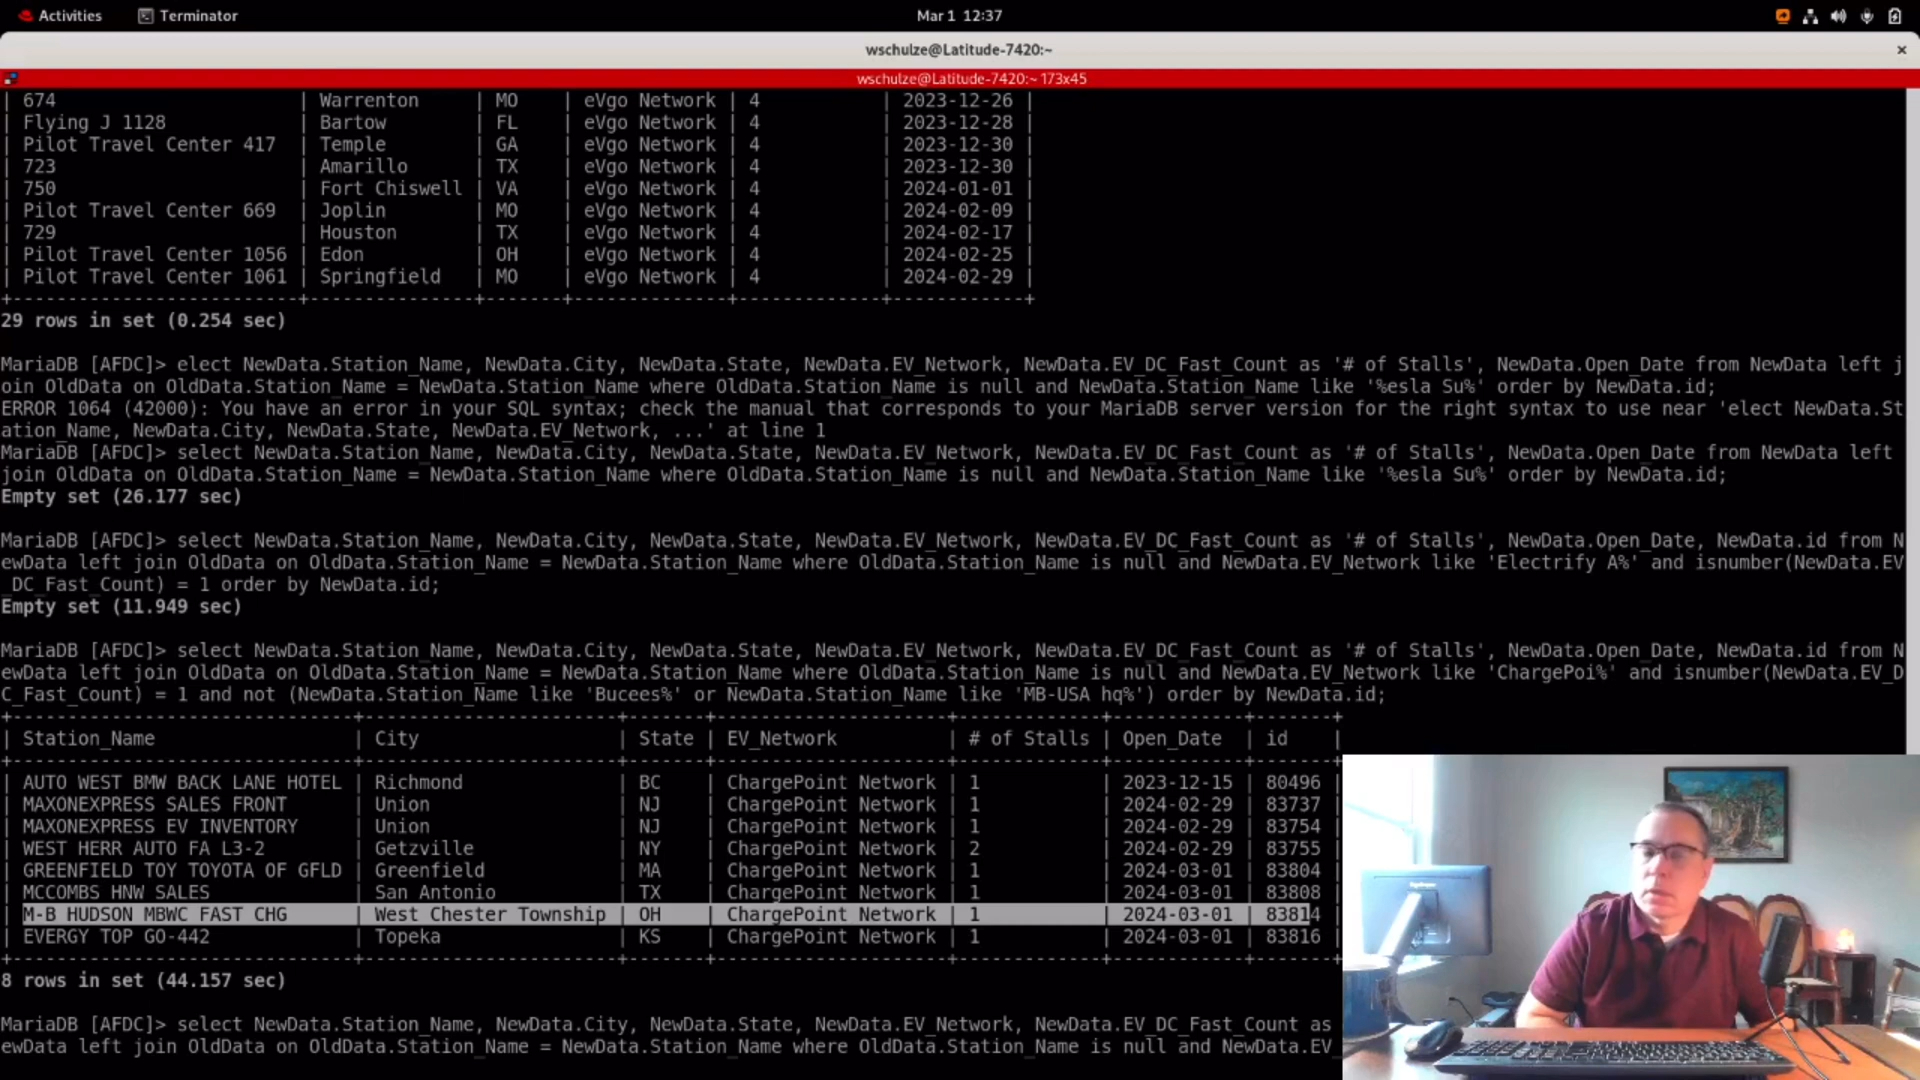 Activities Terminator Mar 1 12:37
wschulze@Latitude-7420:~ ×
wschulze@Latitude-7420:~ 173x45
| 674 | Warrenton | MO | eVgo Network | 4 | 2023-12-26 |
| Flying J 1128 | Bartow | FL | eVgo Network | 4 | 2023-12-28 |
| Pilot Travel Center 417 | Temple | GA | eVgo Network | 4 | 2023-12-30 |
| 723 | Amarillo | TX | eVgo Network | 4 | 2023-12-30 |
| 750 | Fort Chiswell | VA | eVgo Network | 4 | 2024-01-01 |
| Pilot Travel Center 669 | Joplin | MO | eVgo Network | 4 | 2024-02-09 |
| 729 | Houston | TX | eVgo Network | 4 | 2024-02-17 |
| Pilot Travel Center 1056 | Edon | OH | eVgo Network | 4 | 2024-02-25 |
| Pilot Travel Center 1061 | Springfield | MO | eVgo Network | 4 | 2024-02-29 |
29 rows in set (0.254 sec)
MariaDB [AFDC]> elect NewData.Station_Name, NewData.City, NewData.State, NewData.EV_Network, NewData.EV_DC_Fast_Count as '# of Stalls', NewData.Open_Date from NewData left j
oin OldData on OldData.Station_Name = NewData.Station_Name where OldData.Station_Name is null and NewData.Station_Name like '%esla Su%' order by NewData.id;
ERROR 1064 (42000): You have an error in your SQL syntax; check the manual that corresponds to your MariaDB server version for the right syntax to use near 'elect NewData.St
ation_Name, NewData.City, NewData.State, NewData.EV_Network, ...' at line 1
MariaDB [AFDC]> select NewData.Station_Name, NewData.City, NewData.State, NewData.EV_Network, NewData.EV_DC_Fast_Count as '# of Stalls', NewData.Open_Date from NewData left
join OldData on OldData.Station_Name = NewData.Station_Name where OldData.Station_Name is null and NewData.Station_Name like '%esla Su%' order by NewData.id;
Empty set (26.177 sec)
MariaDB [AFDC]> select NewData.Station_Name, NewData.City, NewData.State, NewData.EV_Network, NewData.EV_DC_Fast_Count as '# of Stalls', NewData.Open_Date, NewData.id from N
ewData left join OldData on OldData.Station_Name = NewData.Station_Name where OldData.Station_Name is null and NewData.EV_Network like 'Electrify A%' and isnumber(NewData.EV
_DC_Fast_Count) = 1 order by NewData.id;
Empty set (11.949 sec)
MariaDB [AFDC]> select NewData.Station_Name, NewData.City, NewData.State, NewData.EV_Network, NewData.EV_DC_Fast_Count as '# of Stalls', NewData.Open_Date, NewData.id from N
ewData left join OldData on OldData.Station_Name = NewData.Station_Name where OldData.Station_Name is null and NewData.EV_Network like 'ChargePoi%' and isnumber(NewData.EV_D
C_Fast_Count) = 1 and not (NewData.Station_Name like 'Bucees%' or NewData.Station_Name like 'MB-USA hq%') order by NewData.id;
| Station_Name | City | State | EV_Network | # of Stalls | Open_Date | id |
| AUTO WEST BMW BACK LANE HOTEL | Richmond | BC | ChargePoint Network | 1 | 2023-12-15 | 80496 |
| MAXONEXPRESS SALES FRONT | Union | NJ | ChargePoint Network | 1 | 2024-02-29 | 83737 |
| MAXONEXPRESS EV INVENTORY | Union | NJ | ChargePoint Network | 1 | 2024-02-29 | 83754 |
| WEST HERR AUTO FA L3-2 | Getzville | NY | ChargePoint Network | 2 | 2024-02-29 | 83755 |
| GREENFIELD TOY TOYOTA OF GFLD | Greenfield | MA | ChargePoint Network | 1 | 2024-03-01 | 83804 |
| MCCOMBS HNW SALES | San Antonio | TX | ChargePoint Network | 1 | 2024-03-01 | 83808 |
| M-B HUDSON MBWC FAST CHG | West Chester Township | OH | ChargePoint Network | 1 | 2024-03-01 | 83814 |
| EVERGY TOP GO-442 | Topeka | KS | ChargePoint Network | 1 | 2024-03-01 | 83816 |
8 rows in set (44.157 sec)
MariaDB [AFDC]> select NewData.Station_Name, NewData.City, NewData.State, NewData.EV_Network, NewData.EV_DC_Fast_Count as
ewData left join OldData on OldData.Station_Name = NewData.Station_Name where OldData.Station_Name is null and NewData.EV_